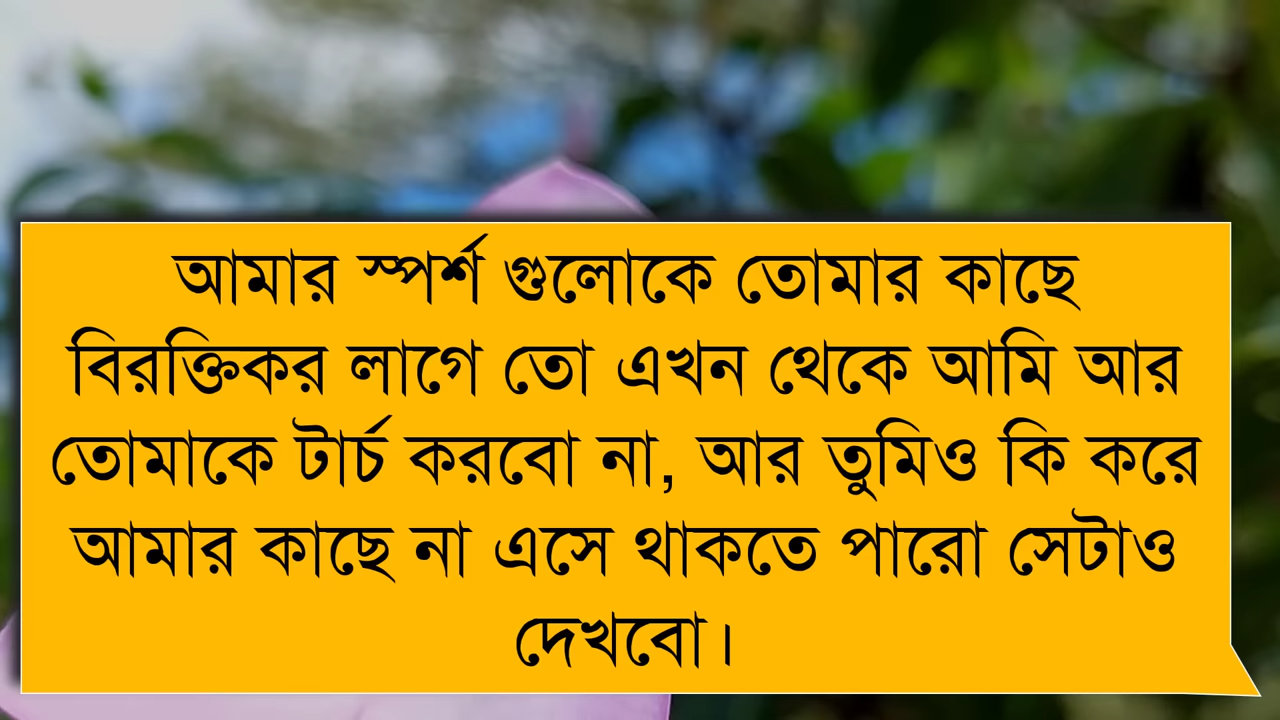 আমার স্পর্শ গুলোকে তোমার কাছে
বিরক্তিকর লাগে তো এখন থেকে আমি আর
তোমাকে টার্চ করবো না, আর তুমিও কি করে
আমার কাছে না এসে থাকতে পারো সেটাও
দেখবো।